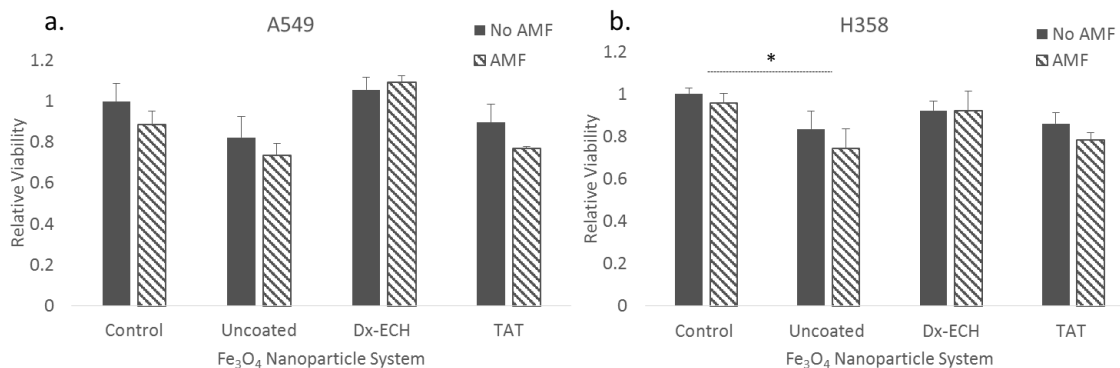 a.
A549
No AMF
AMF
1.2
1
0.8
0.6
0.4
0.2
0
Relative Viability
Control Uncoated Dx-ECH TAT
Fe₃O₄ Nanoparticle System
b.
H358
No AMF
AMF
*
1.2
1
0.8
0.6
0.4
0.2
0
Relative Viability
Control Uncoated Dx-ECH TAT
Fe₃O₄ Nanoparticle System